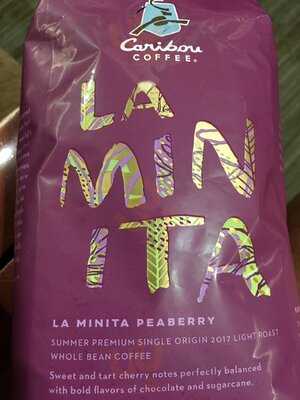 Caribou
COFFEE®
LA
MIN
ITA
LA MINITA PEABERRY
SUMMER PREMIUM SINGLE ORIGIN 2017 LIGHT ROAST
WHOLE BEAN COFFEE
Sweet and tart cherry notes perfectly balanced
with bold flavors of chocolate and sugarcane.